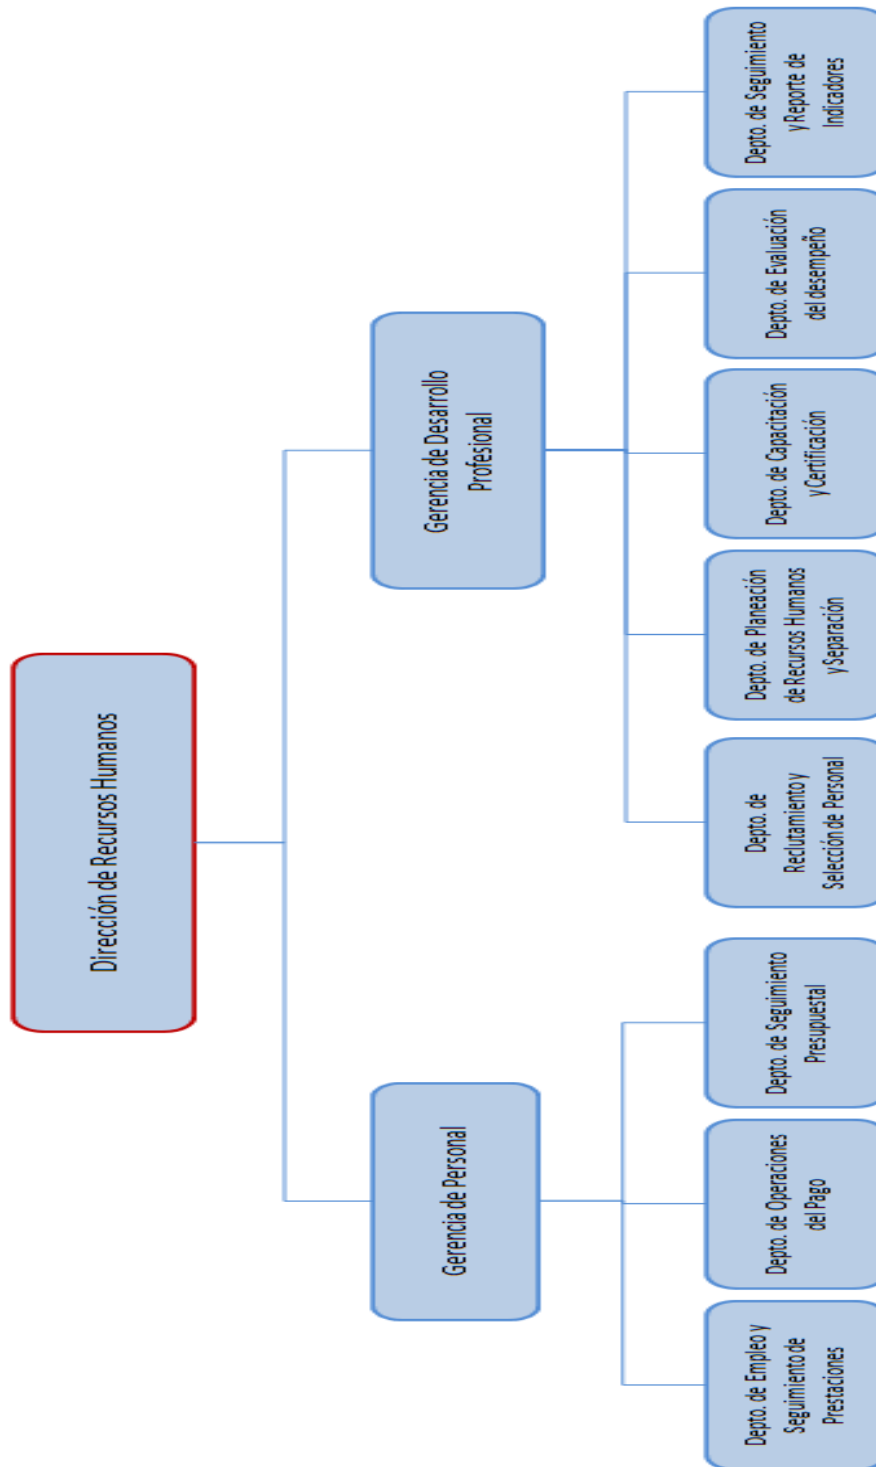 Dirección de Recursos Humanos
Gerencia de Personal
Gerencia de Desarrollo
Profesional
Depto. de Empleo y
Seguimiento de
Prestaciones
Depto. de Operaciones
del Pago
Depto. de Seguimiento
Presupuestal
Depto. de
Reclutamiento y
Selección de Personal
Depto. de Planeación
de Recursos Humanos
y Separación
Depto. de Capacitación
y Certificación
Depto. de Evaluación
del desempeño
Depto. de Seguimiento
y Reporte de
Indicadores